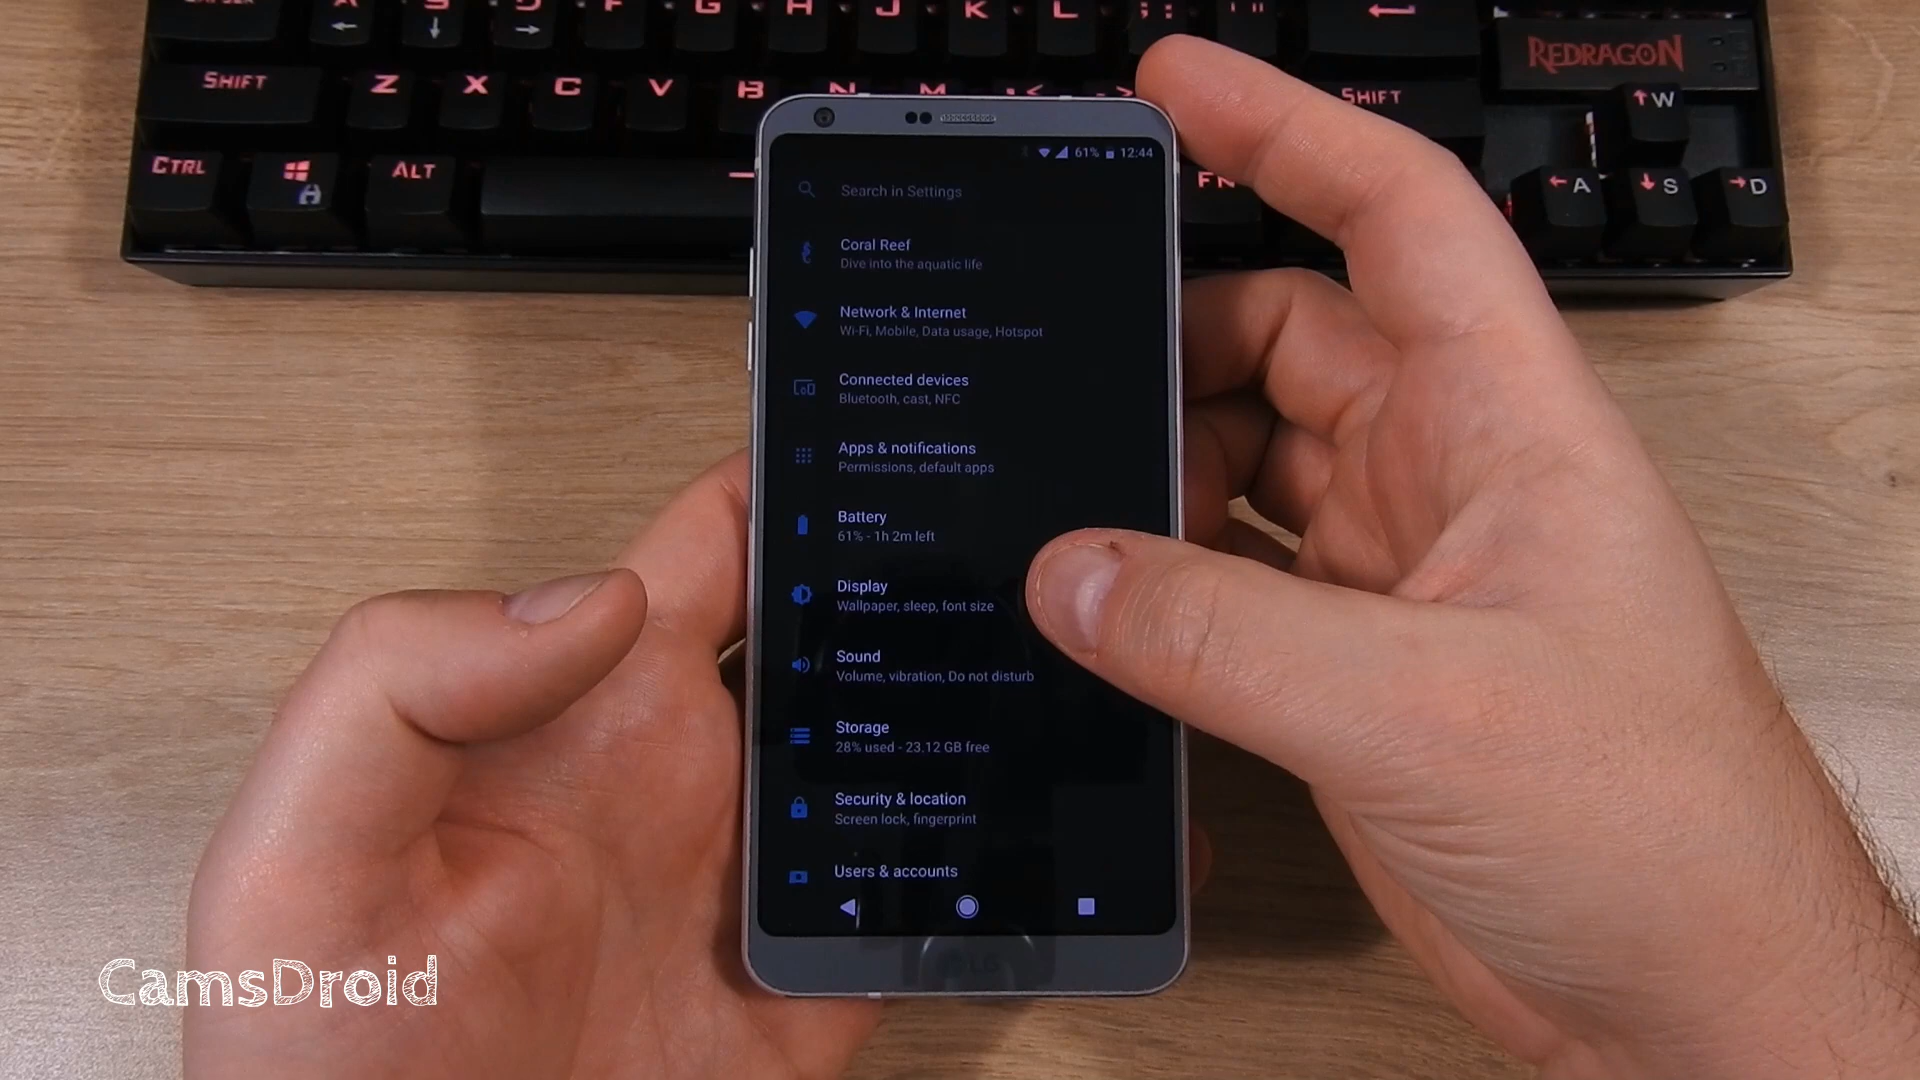 F G H J K L
SHIFT Z X C V B N M SHIFT
REDRAGON
W
CTRL ALT FN A S D
61% 12:44
Search in Settings
Coral Reef
Dive into the aquatic life
Network & Internet
Wi-Fi, Mobile, Data usage, Hotspot
Connected devices
Bluetooth, cast, NFC
Apps & notifications
Permissions, default apps
Battery
61% - 1h 2m left
Display
Wallpaper, sleep, font size
Sound
Volume, vibration, Do not disturb
Storage
28% used - 23.12 GB free
Security & location
Screen lock, fingerprint
Users & accounts
LG
CamsDroid